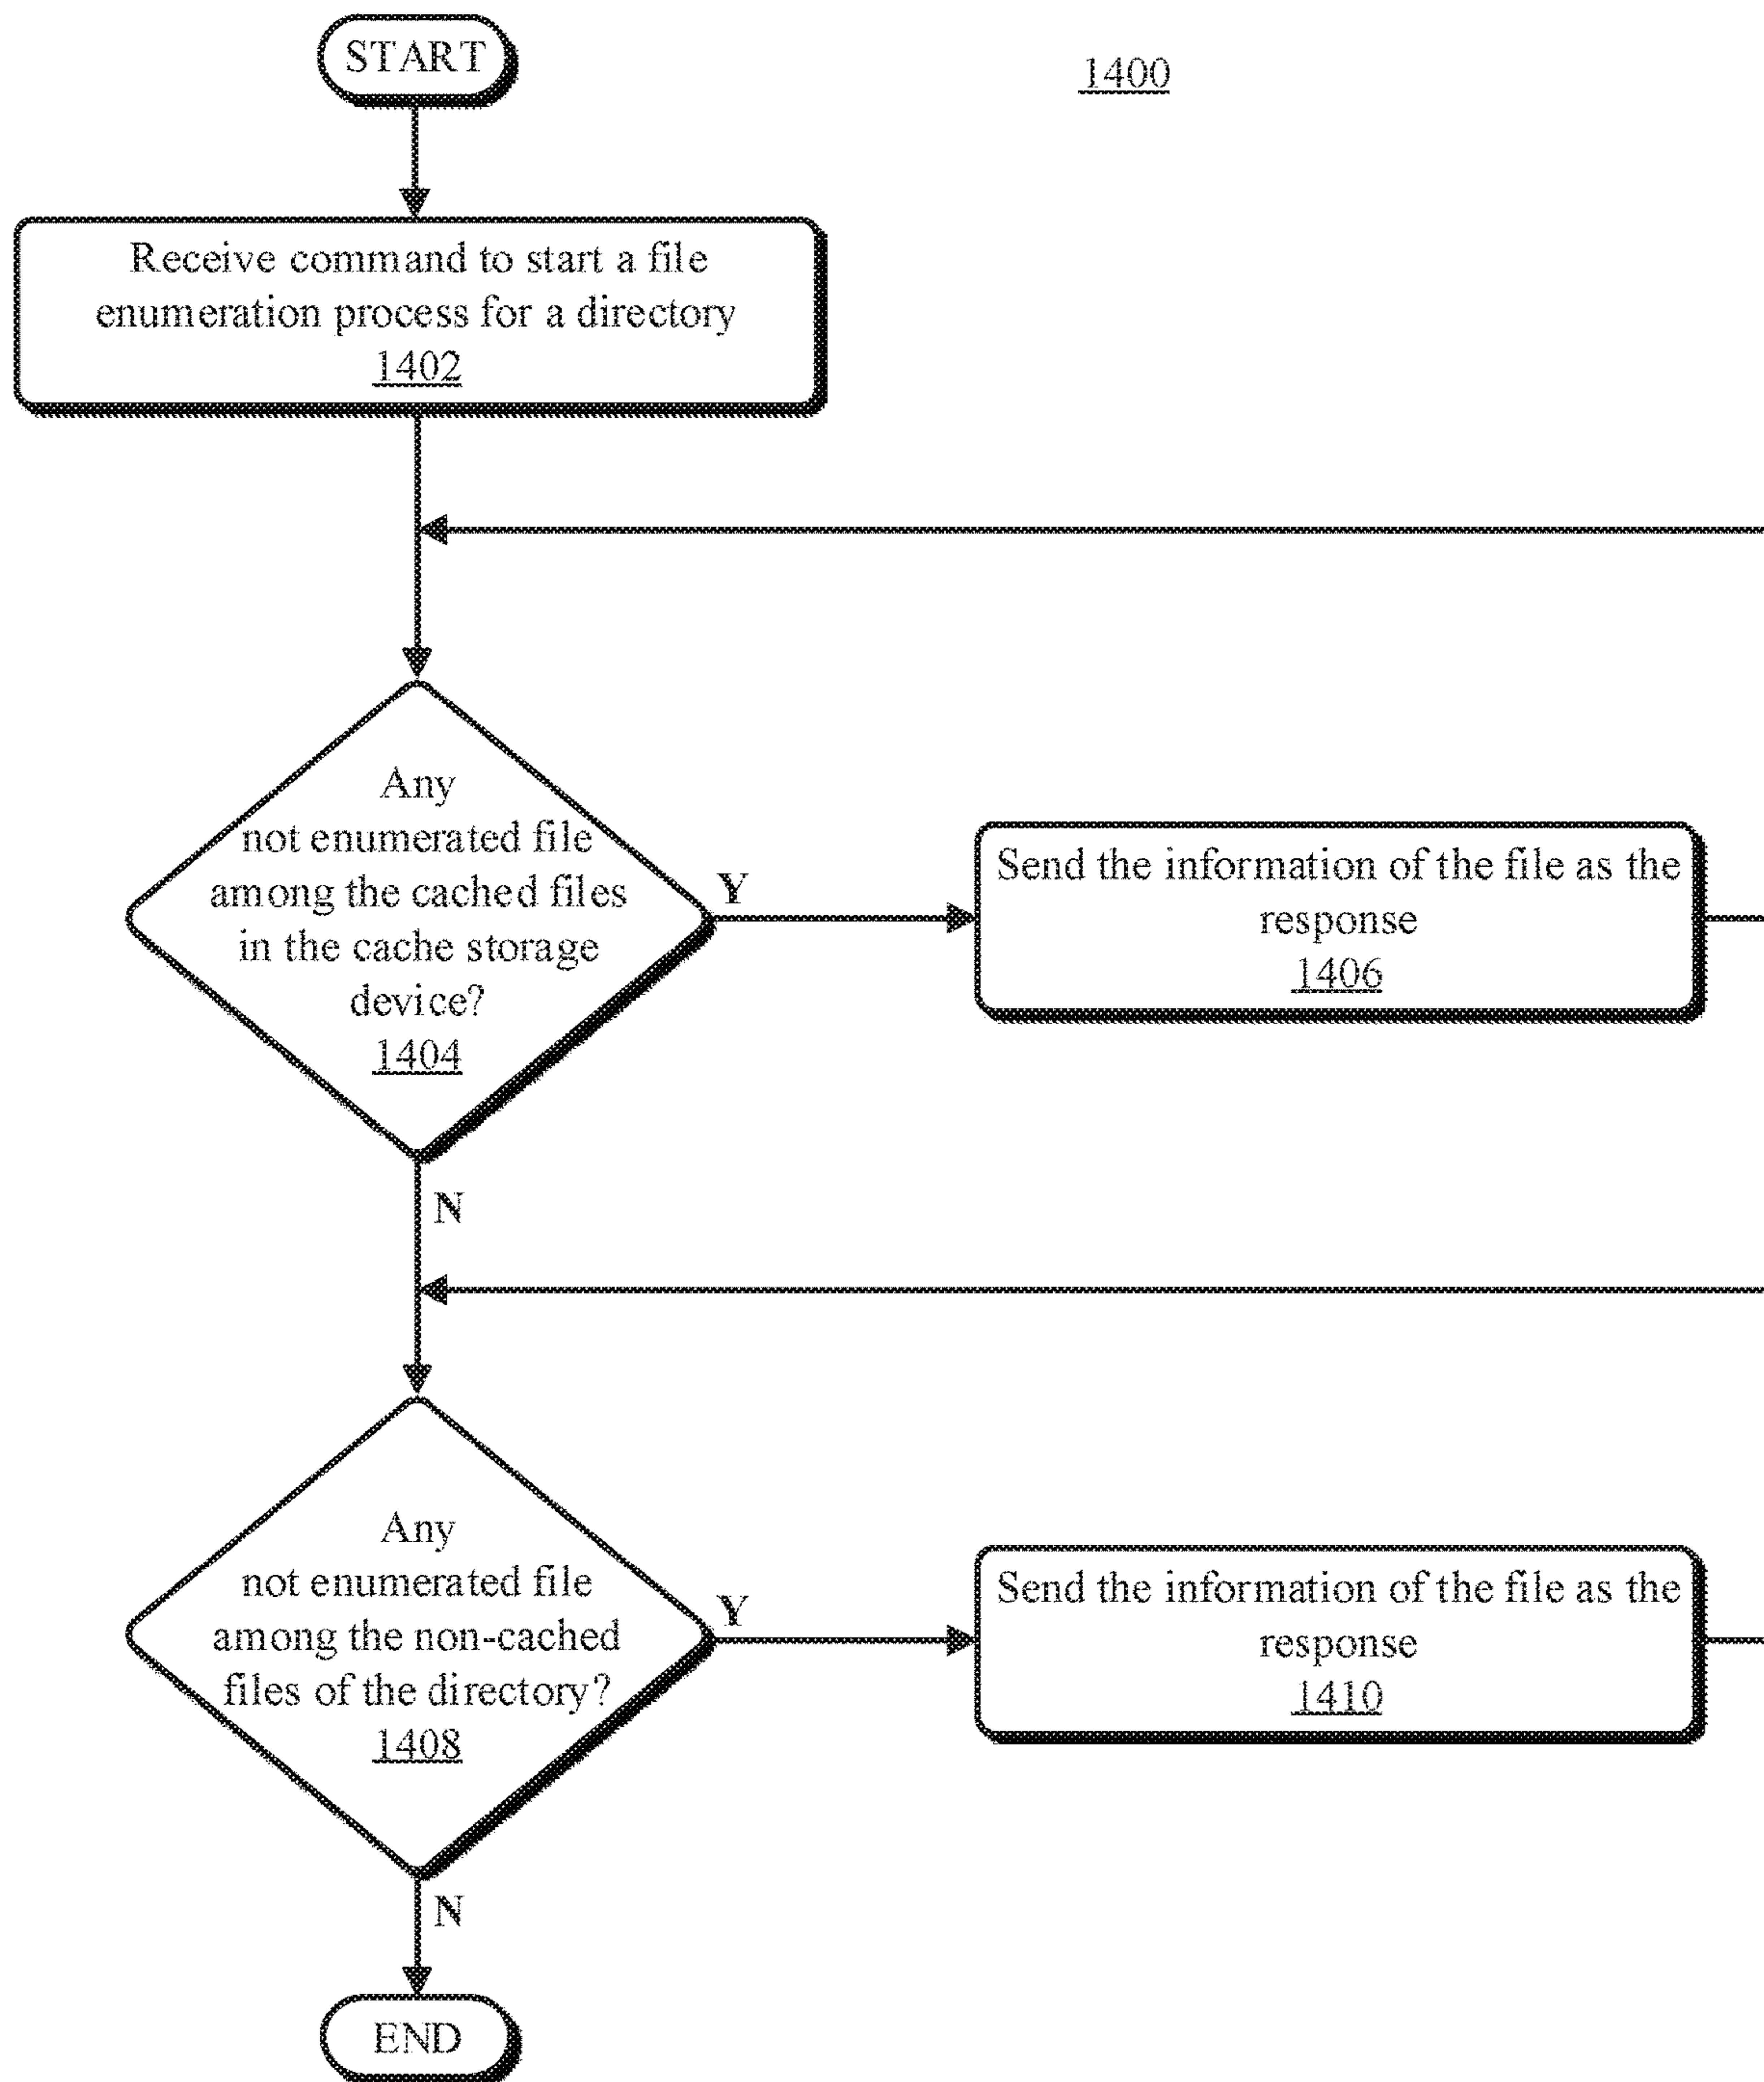 START
1400
Receive command to start a file
enumeration process for a directory
1402
Any
not enumerated file
among the cached files
in the cache storage
device?
1404
Y
Send the information of the file as the
response
1406
N
Any
not enumerated file
among the non-cached
files of the directory?
1408
Y
Send the information of the file as the
response
1410
N
END